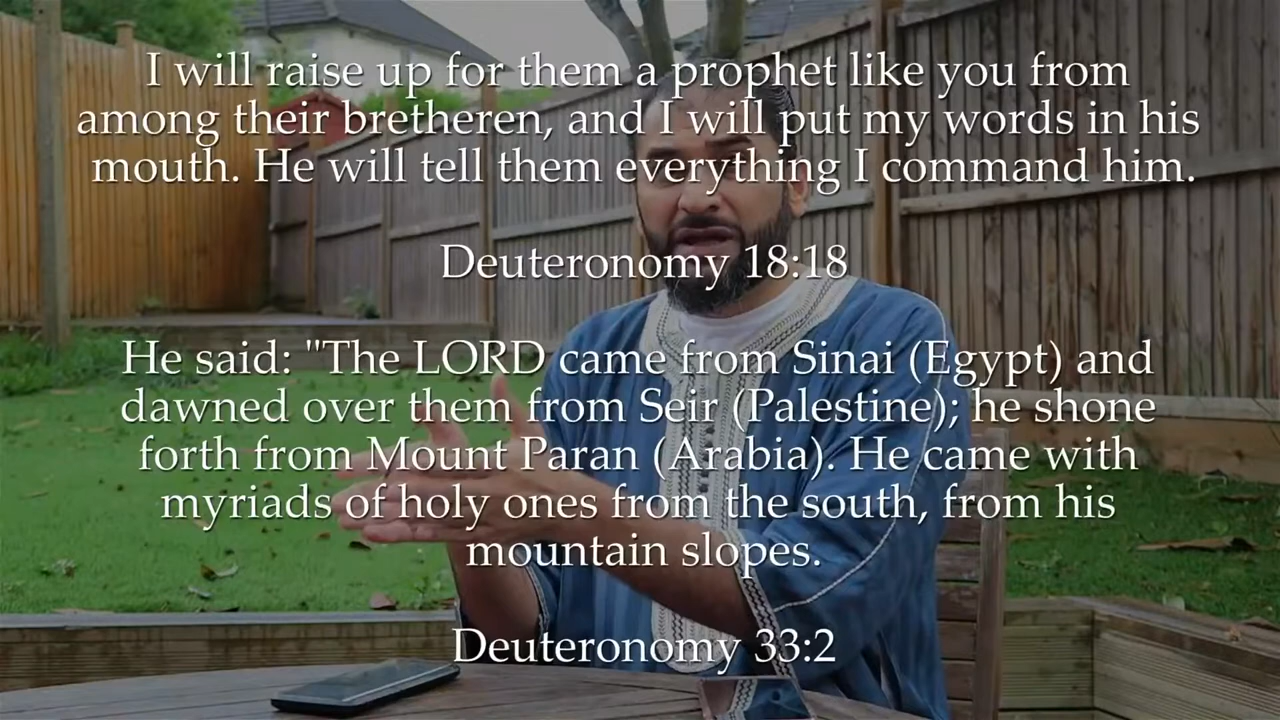 I will raise up for them a prophet like you from
among their bretheren, and I will put my words in his
mouth. He will tell them everything I command him.
Deuteronomy 18:18
He said: "The LORD came from Sinai (Egypt) and
dawned over them from Seir (Palestine); he shone
forth from Mount Paran (Arabia). He came with
myriads of holy ones from the south, from his
mountain slopes.
Deuteronomy 33:2